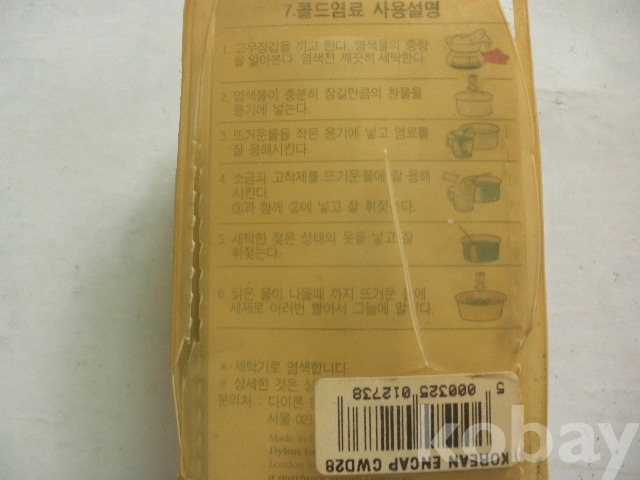 7.콜드염료 사용설명
1. 고무장갑을 끼고 한다. 염색물의 중량
을 알아본다. 염색전 깨끗히 세탁한다.
2. 염색물이 충분히 잠길만큼의 찬물을
용기에 넣는다.
3. 뜨거운물을 작은 용기에 넣고 염료를
잘 용해시킨다.
4. 소금과 고착제를 뜨거운물에 잘 용해
시킨다.
③과 함께 ②에 넣고 잘 휘젓는다.
5. 세탁한 젖은 상태의 옷을 넣고 잘
휘젓는다.
6. 맑은 물이 나올때 까지 뜨거운 물에
세제로 여러번 빨아서 그늘에 말린다.
※ 세탁기로 염색합니다
※ 상세한 것은
문의처 : 다이론
서울 02)
Made in
Dylon
London
5 000325 012738
KOREAN ENCAP CWD28
kobay